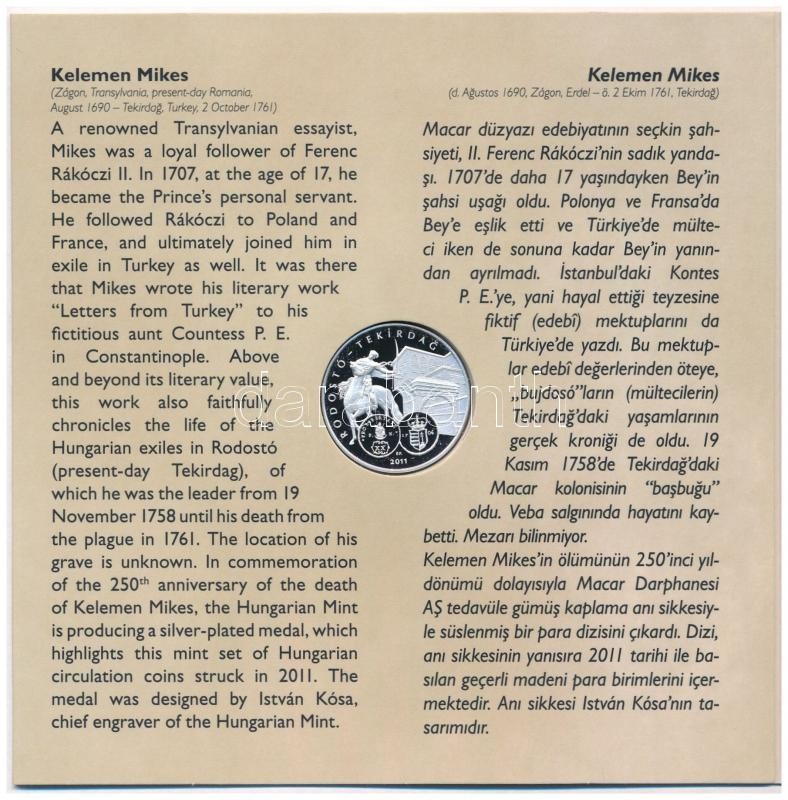 Kelemen Mikes
(Zágon, Transylvania, present-day Romania,
August 1690 – Tekirdağ, Turkey, 2 October 1761)
A renowned Transylvanian essayist,
Mikes was a loyal follower of Ferenc
Rákóczi II. In 1707, at the age of 17, he
became the Prince's personal servant.
He followed Rákóczi to Poland and
France, and ultimately joined him in
exile in Turkey as well. It was there
that Mikes wrote his literary work
“Letters from Turkey” to his
fictitious aunt Countess P. E.
in Constantinople. Above
and beyond its literary value,
this work also faithfully
chronicles the life of the
Hungarian exiles in Rodostó
(present-day Tekirdag), of
which he was the leader from 19
November 1758 until his death from
the plague in 1761. The location of his
grave is unknown. In commemoration
of the 250th anniversary of the death
of Kelemen Mikes, the Hungarian Mint
is producing a silver-plated medal, which
highlights this mint set of Hungarian
circulation coins struck in 2011. The
medal was designed by István Kósa,
chief engraver of the Hungarian Mint.
RODOSTÓ - TEKİRDAĞ
2011
Kelemen Mikes
(d. Ağustos 1690, Zágon, Erdel – ö. 2 Ekim 1761, Tekirdağ)
Macar düzyazı edebiyatının seçkin şah-
siyeti, II. Ferenc Rákóczi'nin sadık yanda-
şı. 1707'de daha 17 yaşındayken Bey'in
şahsi uşağı oldu. Polonya ve Fransa'da
Bey'e eşlik etti ve Türkiye'de mülte-
ci iken de sonuna kadar Bey'in yanın-
dan ayrılmadı. İstanbul'daki Kontes
P. E.'ye, yani hayal ettiği teyzesine
fiktif (edebî) mektuplarını da
Türkiye'de yazdı. Bu mektup-
lar edebî değerlerinden öteye,
„bujdosó”ların (mültecilerin)
Tekirdağ'daki yaşamlarının
gerçek kroniği de oldu. 19
Kasım 1758'de Tekirdağ'daki
Macar kolonisinin “başbuğu”
oldu. Veba salgınında hayatını kay-
betti. Mezarı bilinmiyor.
Kelemen Mikes'in ölümünün 250'inci yıl-
dönümü dolayısıyla Macar Darphanesi
AŞ tedavüle gümüş kaplama anı sikkesiy-
le süslenmiş bir para dizisini çıkardı. Dizi,
anı sikkesinin yanısıra 2011 tarihi ile ba-
sılan geçerli madeni para birimlerini içer-
mektedir. Anı sikkesi István Kósa'nın ta-
sarımıdır.
darabanth